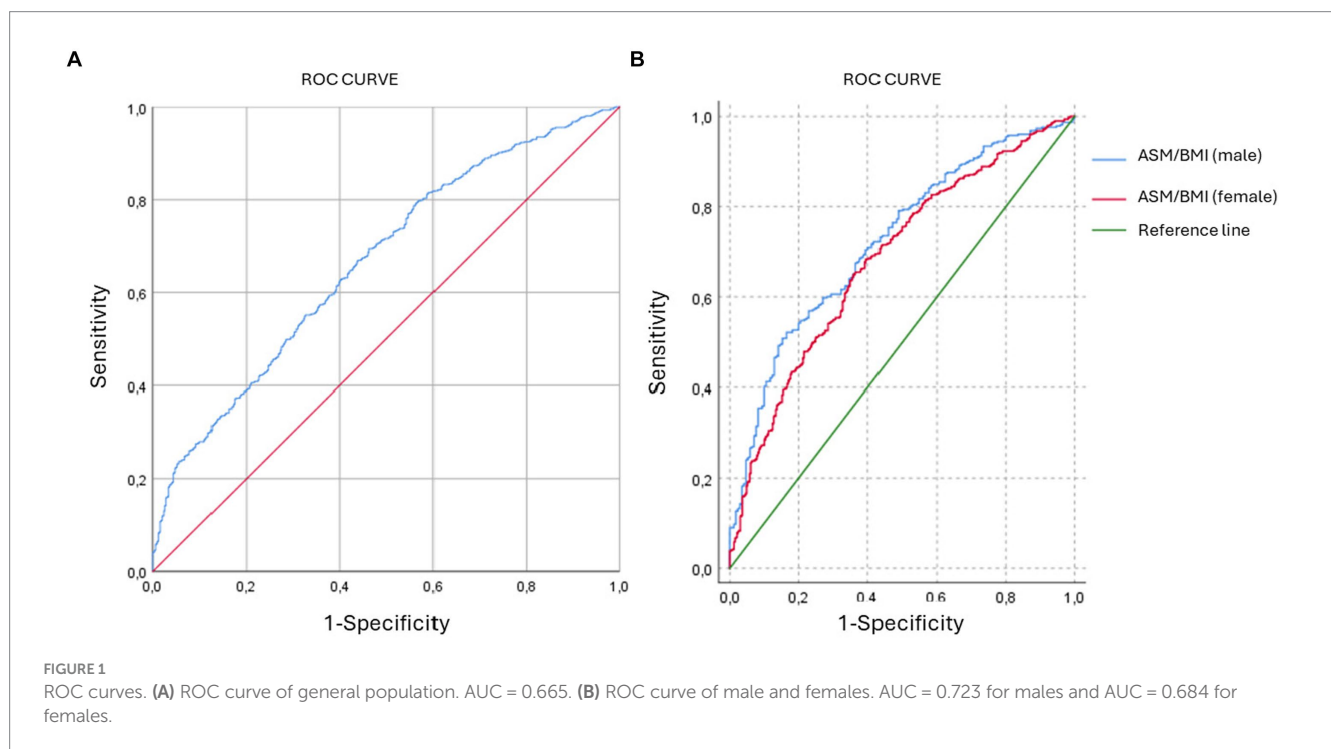 A
ROC CURVE
1,0
0,8
0,6
0,4
0,2
0,0
Sensitivity
0,0 0,2 0,4 0,6 0,8 1,0
1-Specificity
B
ROC CURVE
1,0
0,8
0,6
0,4
0,2
0,0
Sensitivity
0,0 0,2 0,4 0,6 0,8 1,0
1-Specificity
ASM/BMI (male)
ASM/BMI (female)
Reference line
FIGURE 1
ROC curves. (A) ROC curve of general population. AUC = 0.665. (B) ROC curve of male and females. AUC = 0.723 for males and AUC = 0.684 for
females.